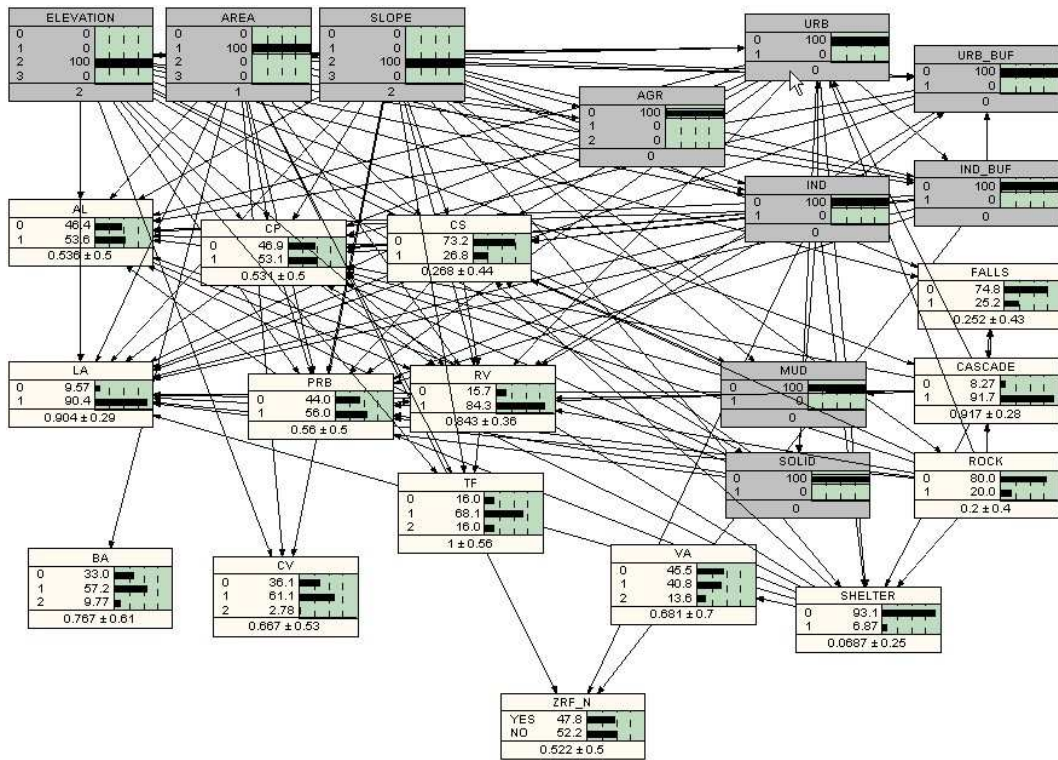 ELEVATION
0 0
1 0
2 100
3 0
2
AREA
0 0
1 100
2 0
3 0
1
SLOPE
0 0
1 0
2 100
3 0
2
URB
0 100
1 0
0
URB_BUF
0 100
1 0
0
AGR
0 100
1 0
2 0
0
IND
0 100
1 0
0
IND_BUF
0 100
1 0
0
AL
0 46.4
1 53.6
0.536 ± 0.5
CP
0 46.9
1 53.1
0.531 ± 0.5
CS
0 73.2
1 26.8
0.268 ± 0.44
FALLS
0 74.8
1 25.2
0.252 ± 0.43
LA
0 9.57
1 90.4
0.904 ± 0.29
PRB
0 44.0
1 56.0
0.56 ± 0.5
RV
0 15.7
1 84.3
0.843 ± 0.36
MUD
0 100
1 0
0
CASCADE
0 8.27
1 91.7
0.917 ± 0.28
SOLID
0 100
1 0
0
ROCK
0 80.0
1 20.0
0.2 ± 0.4
TF
0 16.0
1 68.1
2 16.0
1 ± 0.56
BA
0 33.0
1 57.2
2 9.77
0.767 ± 0.61
CV
0 36.1
1 61.1
2 2.78
0.667 ± 0.53
VA
0 45.5
1 40.8
2 13.6
0.681 ± 0.7
SHELTER
0 93.1
1 6.87
0.0687 ± 0.25
ZRF_N
YES 47.8
NO 52.2
0.522 ± 0.5